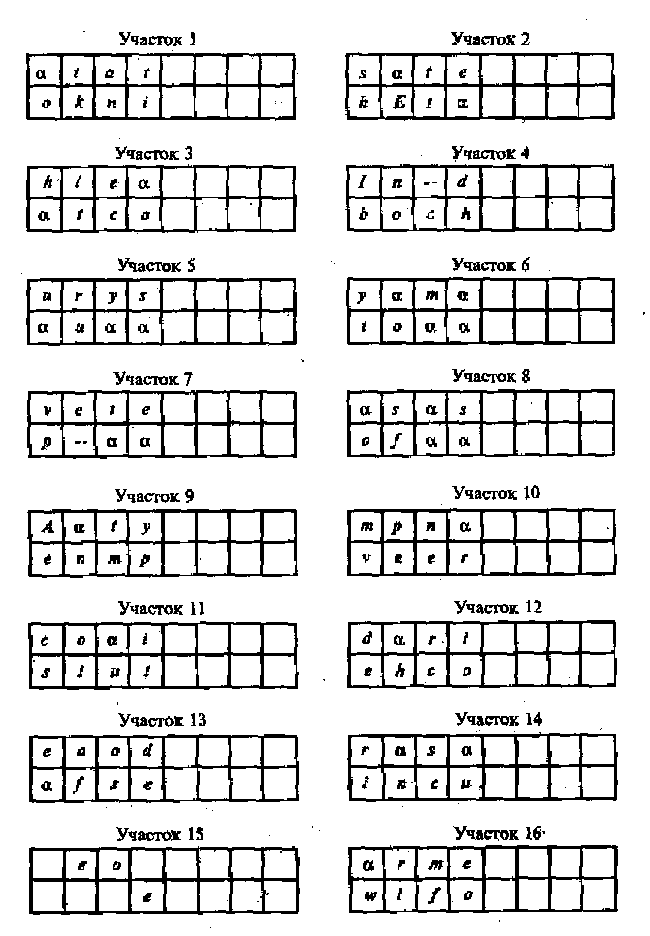 Участок 1
α t a t
o k n i
Участок 2
s α t e
k E t α
Участок 3
h l e α
α t c a
Участок 4
I n -- d
b o c h
Участок 5
u r y s
α u α α
Участок 6
y α m α
t o α α
Участок 7
v e t e
p -- α α
Участок 8
α s α s
o f α α
Участок 9
A α t y
e n m p
Участок 10
m p n α
v a e r
Участок 11
c o α i
s t u t
Участок 12
d α r i
e h c o
Участок 13
e a o d
α f s e
Участок 14
r α s α
i n e u
Участок 15
e o
e
Участок 16
α r m e
w i f o